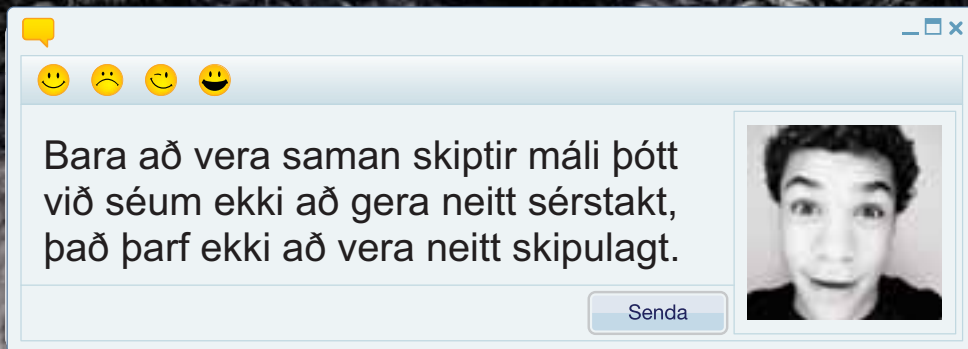 Bara að vera saman skiptir máli þótt
við séum ekki að gera neitt sérstakt,
það þarf ekki að vera neitt skipulagt.
Senda